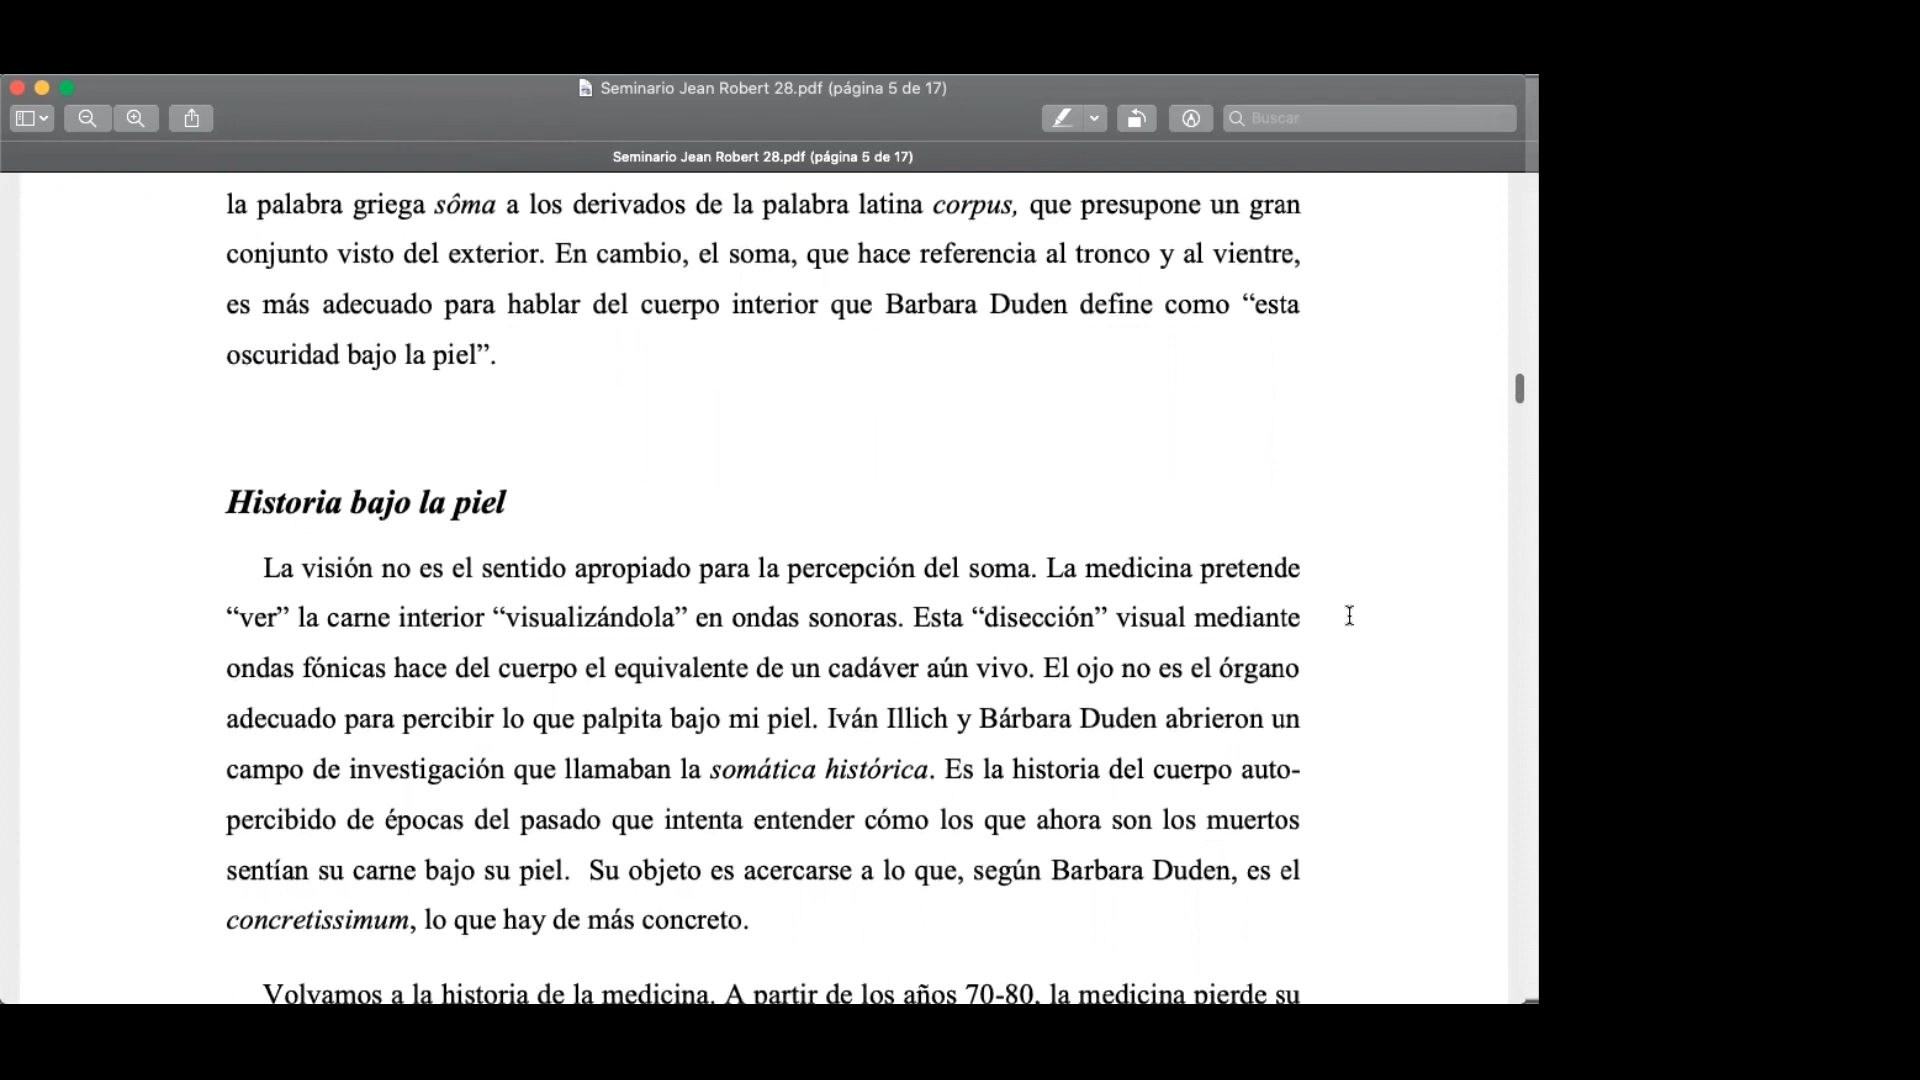 Seminario Jean Robert 28.pdf (página 5 de 17)
Buscar
Seminario Jean Robert 28.pdf (página 5 de 17)
la palabra griega sôma a los derivados de la palabra latina corpus, que presupone un gran
conjunto visto del exterior. En cambio, el soma, que hace referencia al tronco y al vientre,
es más adecuado para hablar del cuerpo interior que Barbara Duden define como “esta
oscuridad bajo la piel”.
Historia bajo la piel
La visión no es el sentido apropiado para la percepción del soma. La medicina pretende
“ver” la carne interior “visualizándola” en ondas sonoras. Esta “disección” visual mediante
ondas fónicas hace del cuerpo el equivalente de un cadáver aún vivo. El ojo no es el órgano
adecuado para percibir lo que palpita bajo mi piel. Iván Illich y Bárbara Duden abrieron un
campo de investigación que llamaban la somática histórica. Es la historia del cuerpo auto-
percibido de épocas del pasado que intenta entender cómo los que ahora son los muertos
sentían su carne bajo su piel.  Su objeto es acercarse a lo que, según Barbara Duden, es el
concretissimum, lo que hay de más concreto.
Volvamos a la historia de la medicina. A partir de los años 70-80, la medicina pierde su